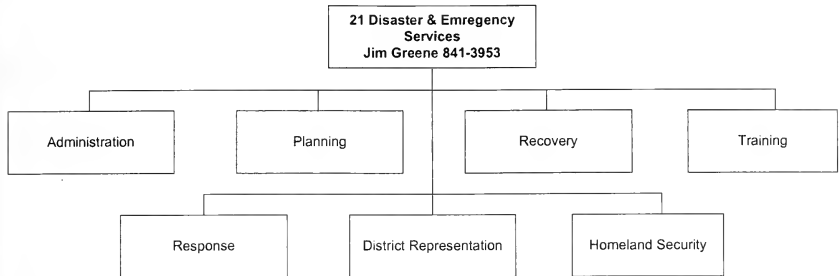 21 Disaster & Emregency
Services
Jim Greene 841-3953
Administration
Planning
Recovery
Training
Response
District Representation
Homeland Security